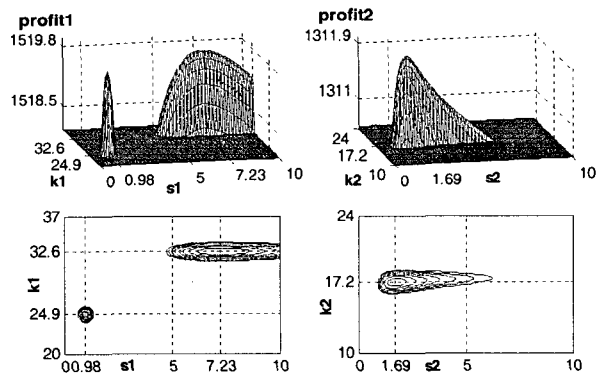 profit1
1519.8
1518.5
32.6
24.9
k1
0 0.98 5 7.23 10
s1
profit2
1311.9
1311
24
17.2
10
k2
0 1.69 10
s2
37
32.6
24.9
20
k1
00.98 s1 5 7.23 10
24
17.2
10
k2
0 1.69 s2 5 10